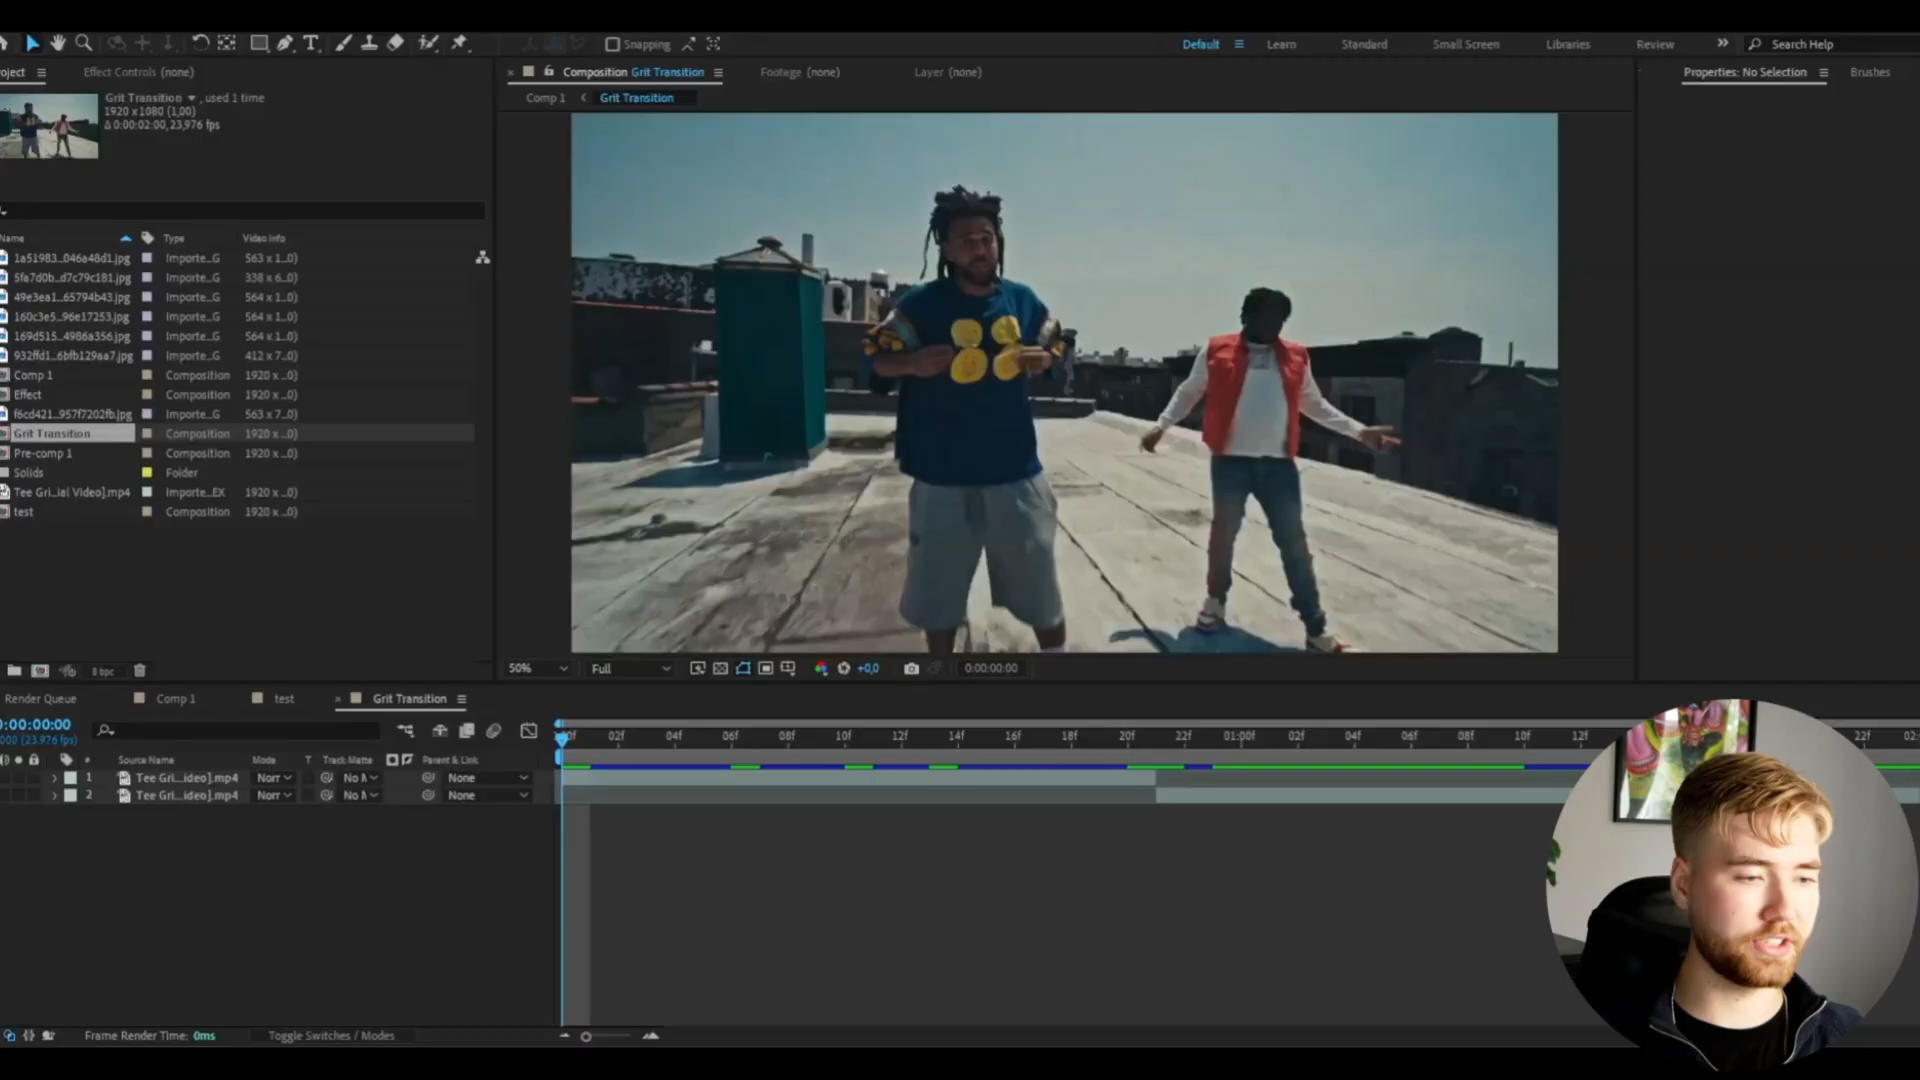 Snapping
Default
Learn
Standard
Small Screen
Libraries
Review
Search Help
oject
Effect Controls (none)
Composition Grit Transition
Footage (none)
Layer (none)
Properties: No Selection
Brushes
Comp 1
Grit Transition
Grit Transition , used 1 time
1920 x 1080 (1,00)
Δ 0:00:02:00, 23,976 fps
Name Type Video Info
1a51983...046a48d1.jpg Importe...G 563 x 1...0)
5fa7d0b...d7c79c181.jpg Importe...G 338 x 6...0)
49e3ea1...65794b43.jpg Importe...G 564 x 1...0)
160c3e5...96e17253.jpg Importe...G 564 x 1...0)
169d515...4986a356.jpg Importe...G 564 x 1...0)
932ffd1...6bfb129aa7.jpg Importe...G 412 x 7...0)
Comp 1 Composition 1920 x ...0)
Effect Composition 1920 x ...0)
f6cd421...957f7202fb.jpg Importe...G 563 x 7...0)
Grit Transition Composition 1920 x ...0)
Pre-comp 1 Composition 1920 x ...0)
Solids Folder
Tee Gri...ial Video].mp4 Importe...EX 1920 x ...0)
test Composition 1920 x ...0)
8 bpc
50% Full +0,0 0:00:00:00
Render Queue
Comp 1
test
Grit Transition
0:00:00:00
000 (23.976 fps)
00f 02f 04f 06f 08f 10f 12f 14f 16f 18f 20f 22f 01:00f 02f 04f 06f 08f 10f 12f 22f 02:0
# Source Name Mode T Track Matte Parent & Link
1 Tee Gri...ideo].mp4 Norr No M None
2 Tee Gri...ideo].mp4 Norr No M None
Frame Render Time: 0ms
Toggle Switches / Modes